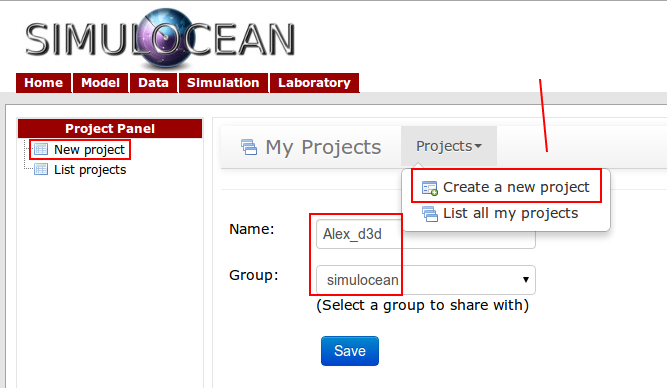 SIMULOCEAN
Home Model Data Simulation Laboratory
Project Panel
New project
List projects
My Projects
Projects
Create a new project
List all my projects
Name:
Alex_d3d
Group:
simulocean
(Select a group to share with)
Save